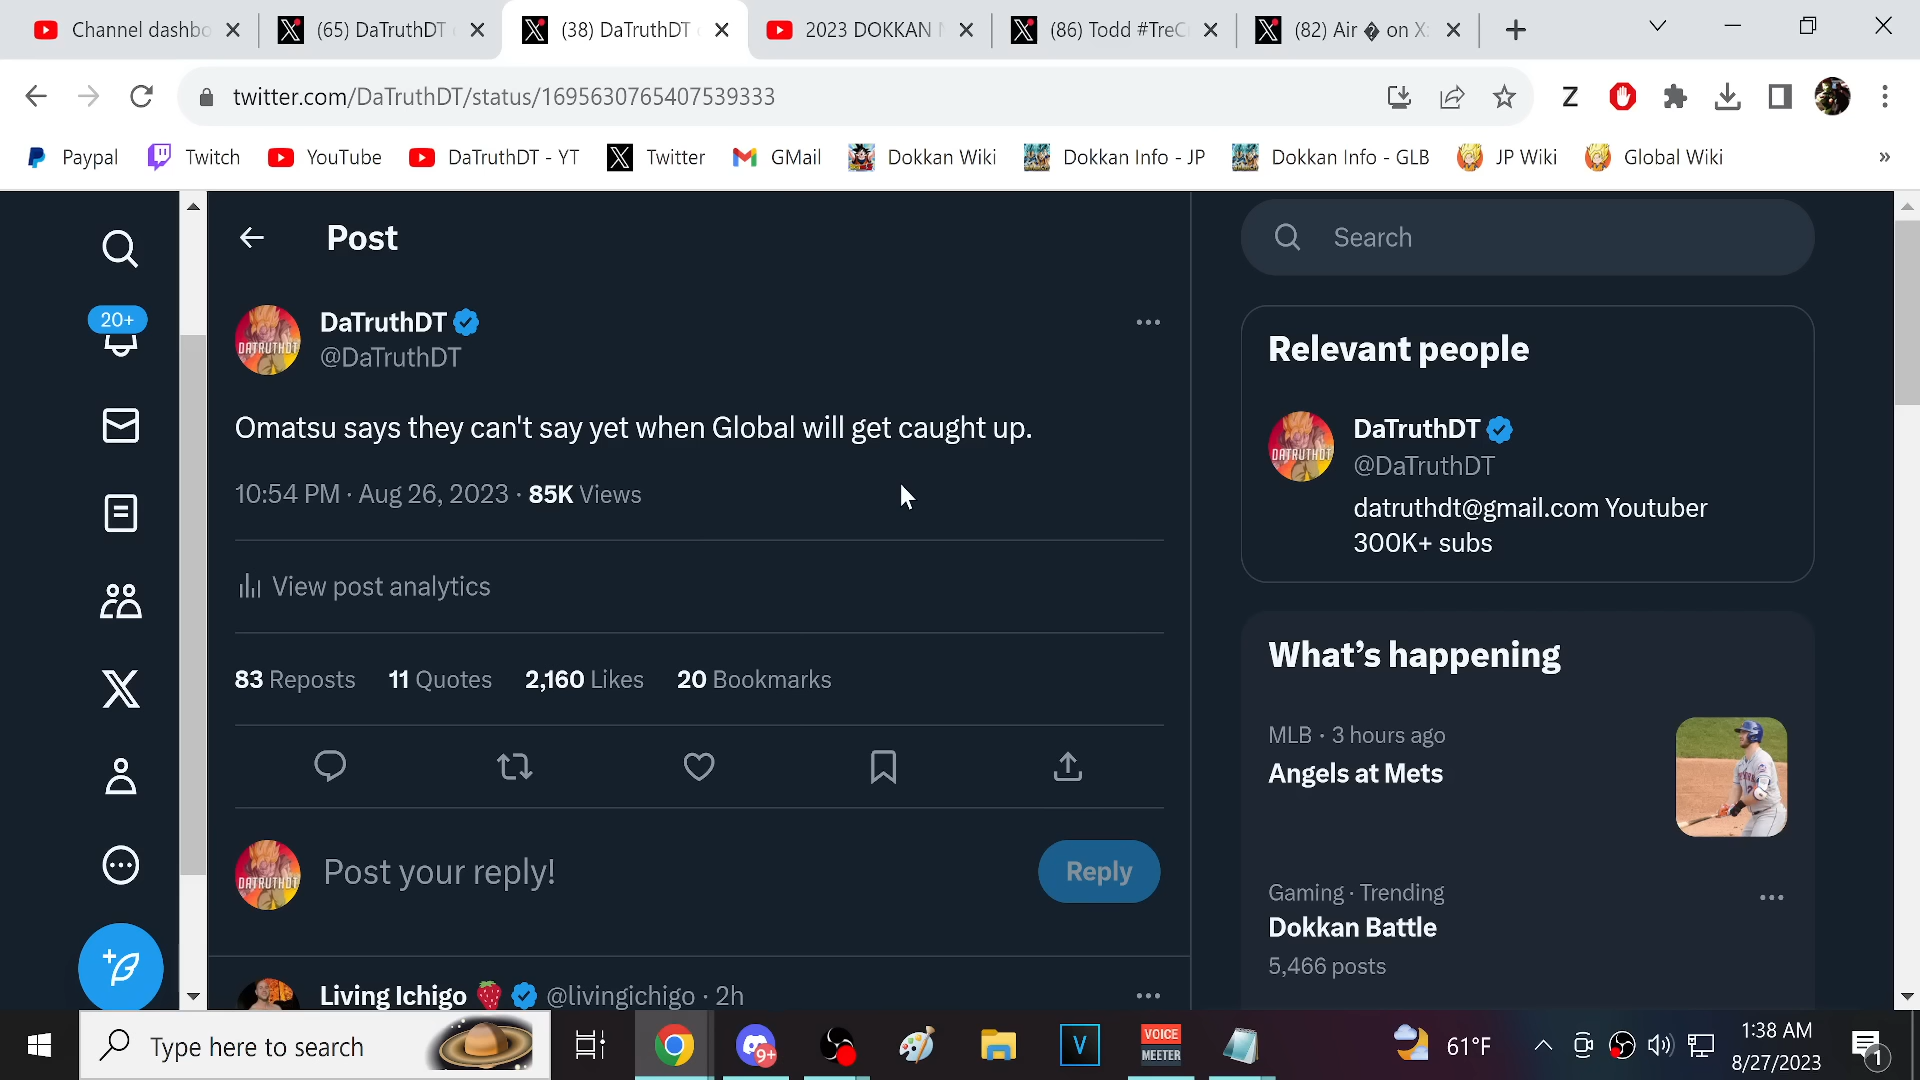 Channel dashbo
(65) DaTruthDT
(38) DaTruthDT
2023 DOKKAN
(86) Todd #TreC
(82) Air � on X:
twitter.com/DaTruthDT/status/1695630765407539333
Z
Paypal
Twitch
YouTube
DaTruthDT - YT
Twitter
GMail
Dokkan Wiki
Dokkan Info - JP
Dokkan Info - GLB
JP Wiki
Global Wiki
»
20+
Post
DaTruthDT
@DaTruthDT
Omatsu says they can't say yet when Global will get caught up.
10:54 PM · Aug 26, 2023 · 85K Views
View post analytics
83 Reposts 11 Quotes 2,160 Likes 20 Bookmarks
DATRUTHDT
Post your reply!
Reply
Living Ichigo 🍓 @livingichigo · 2h
Search
Relevant people
DATRUTHDT
DaTruthDT
@DaTruthDT
datruthdt@gmail.com Youtuber
300K+ subs
What's happening
MLB · 3 hours ago
Angels at Mets
Gaming · Trending
Dokkan Battle
5,466 posts
Type here to search
9+
V
VOICE
MEETER
61°F
1:38 AM
8/27/2023
1